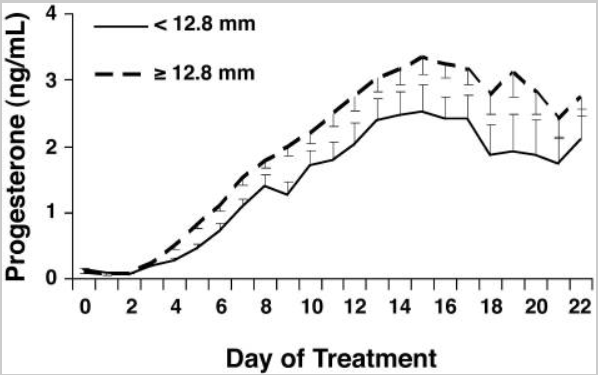 4
3
2
1
0
Progesterone (ng/mL)
< 12.8 mm
≥ 12.8 mm
0 2 4 6 8 10 12 14 16 18 20 22
Day of Treatment